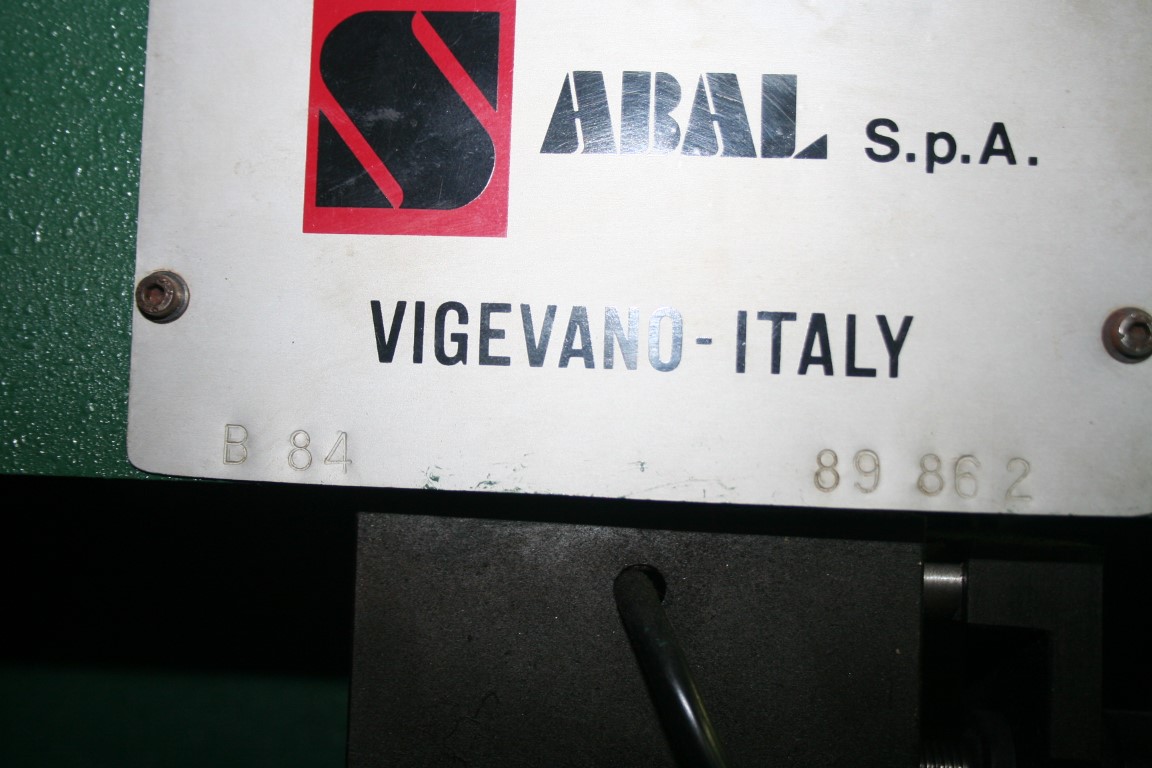 SABAL S.p.A.
VIGEVANO-ITALY
B 84 89 86 2